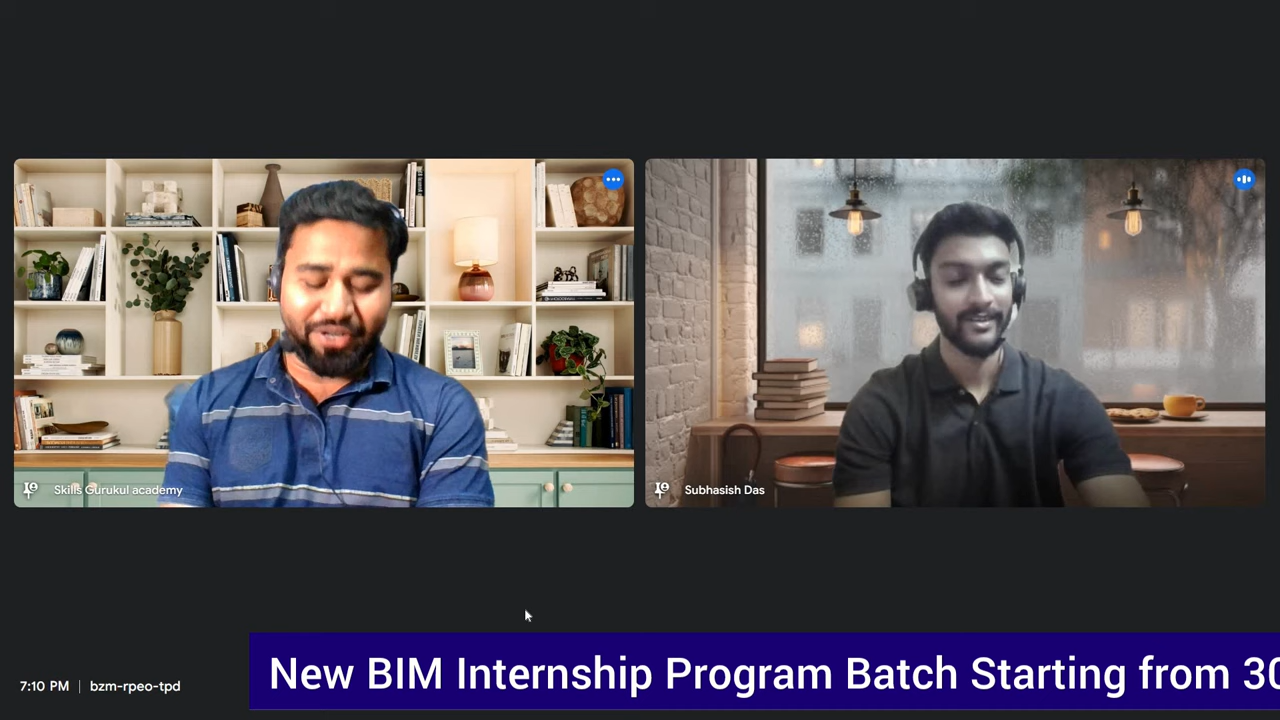 Skills Gurukul academy
Subhasish Das
New BIM Internship Program Batch Starting from 30
7:10 PM | bzm-rpeo-tpd